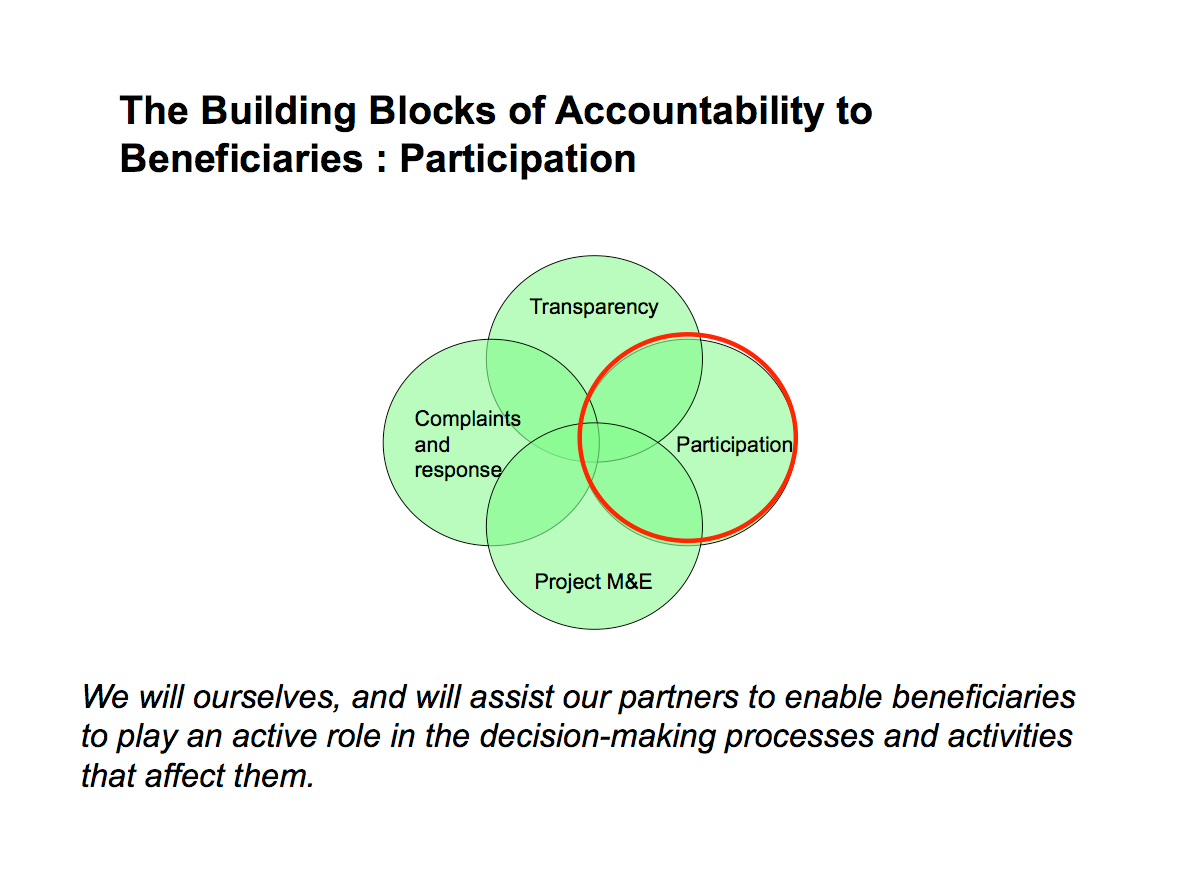 The Building Blocks of Accountability to
Beneficiaries : Participation
Transparency
Complaints
and
response
Participation
Project M&E
We will ourselves, and will assist our partners to enable beneficiaries
to play an active role in the decision-making processes and activities
that affect them.